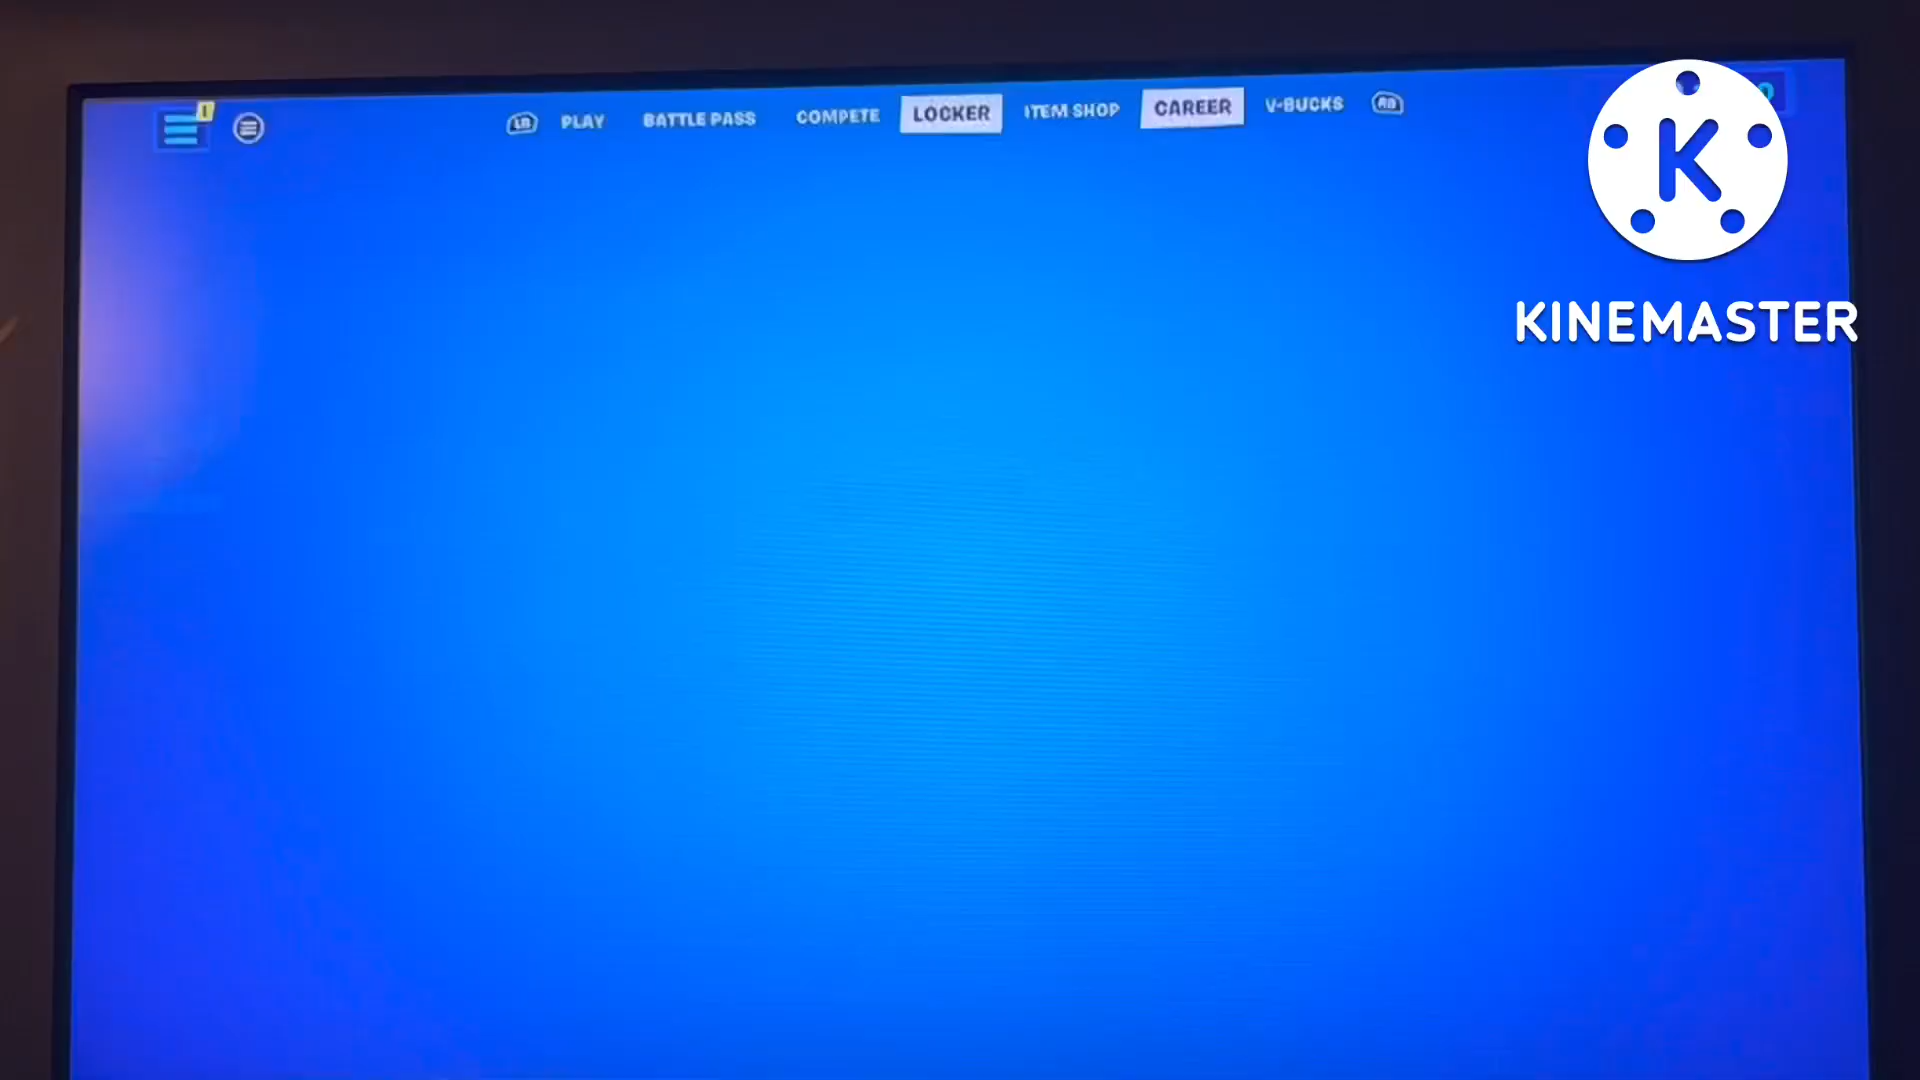 LB PLAY BATTLE PASS COMPETE LOCKER ITEM SHOP CAREER V-BUCKS RB
K
KINEMASTER